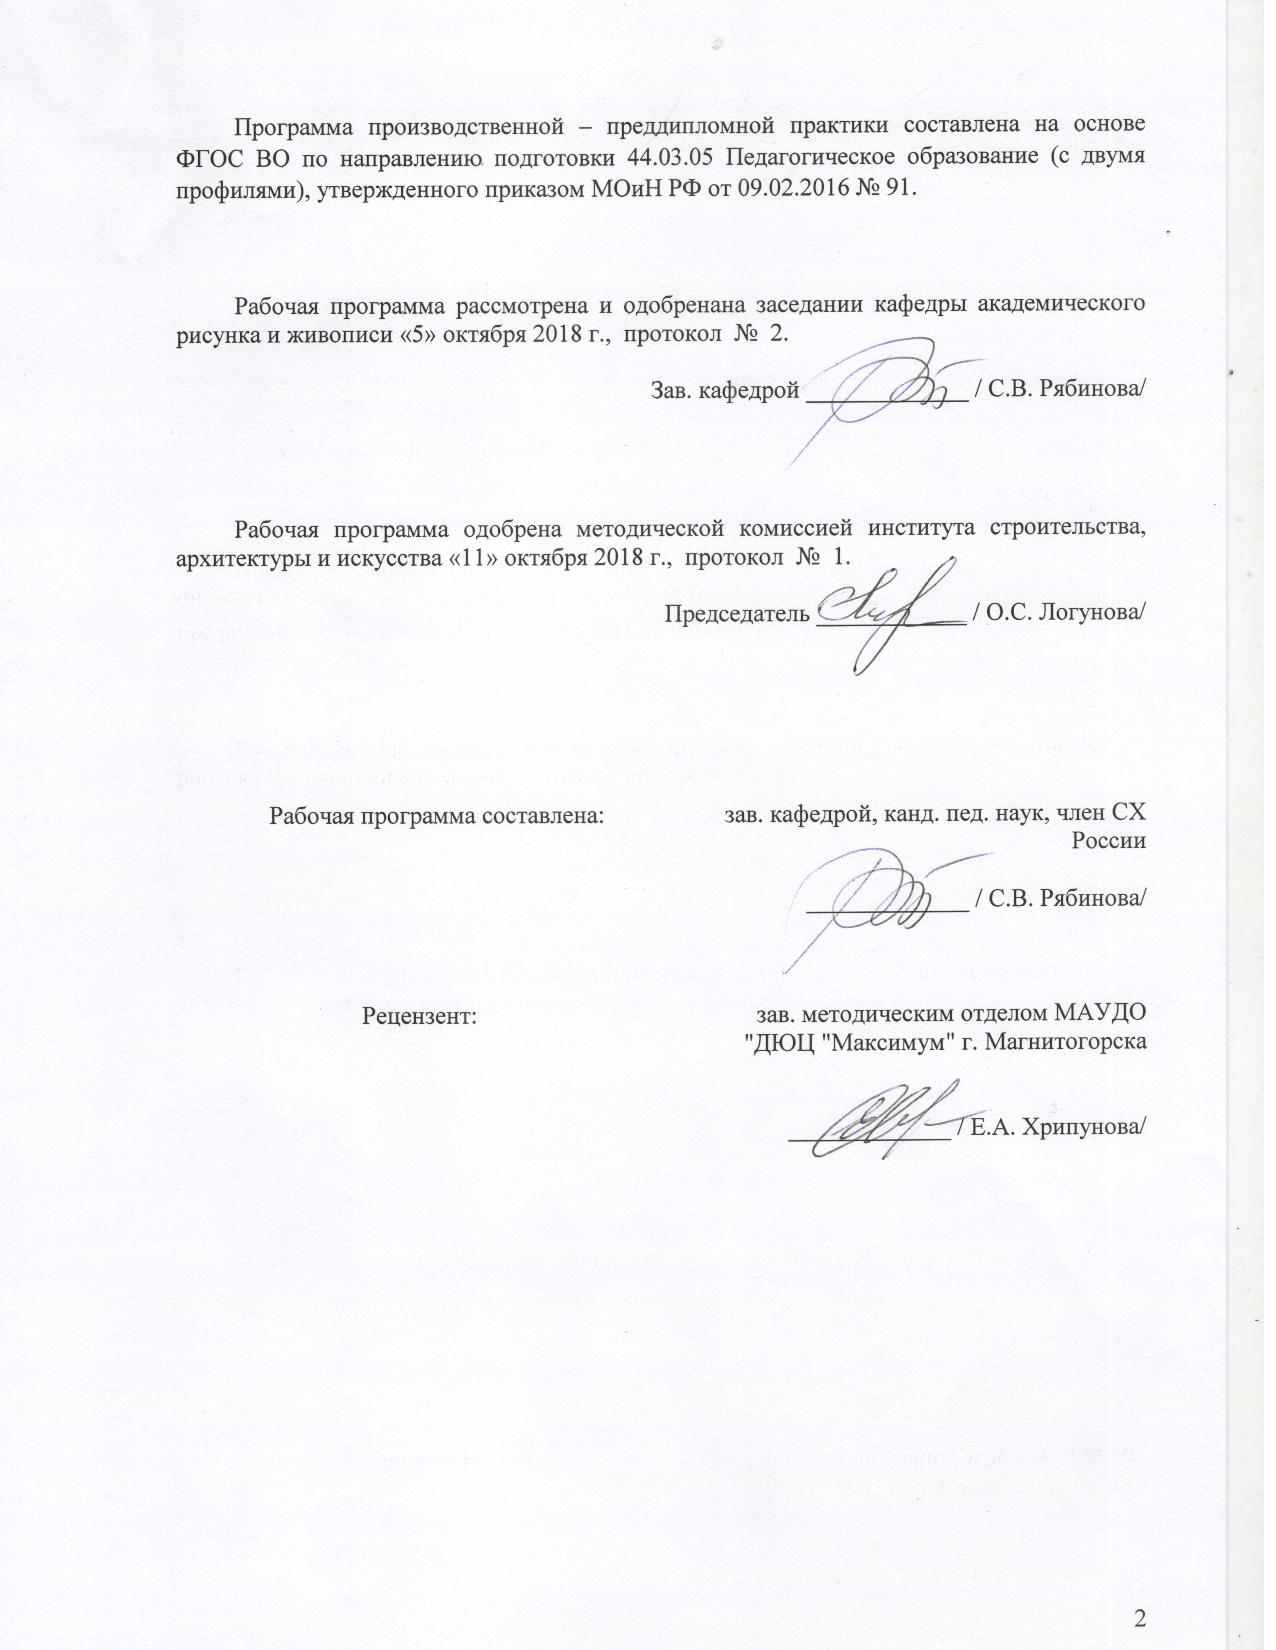 Программа производственной – преддипломной практики составлена на основе
ФГОС ВО по направлению подготовки 44.03.05 Педагогическое образование (с двумя
профилями), утвержденного приказом МОиН РФ от 09.02.2016 № 91.
Рабочая программа рассмотрена и одобренана заседании кафедры академического
рисунка и живописи «5» октября 2018 г., протокол № 2.
Зав. кафедрой _____________ / С.В. Рябинова/
Рабочая программа одобрена методической комиссией института строительства,
архитектуры и искусства «11» октября 2018 г., протокол № 1.
Председатель ____________ / О.С. Логунова/
Рабочая программа составлена: зав. кафедрой, канд. пед. наук, член СХ
России
_____________ / С.В. Рябинова/
Рецензент: зав. методическим отделом МАУДО
"ДЮЦ "Максимум" г. Магнитогорска
_____________ / Е.А. Хрипунова/
2